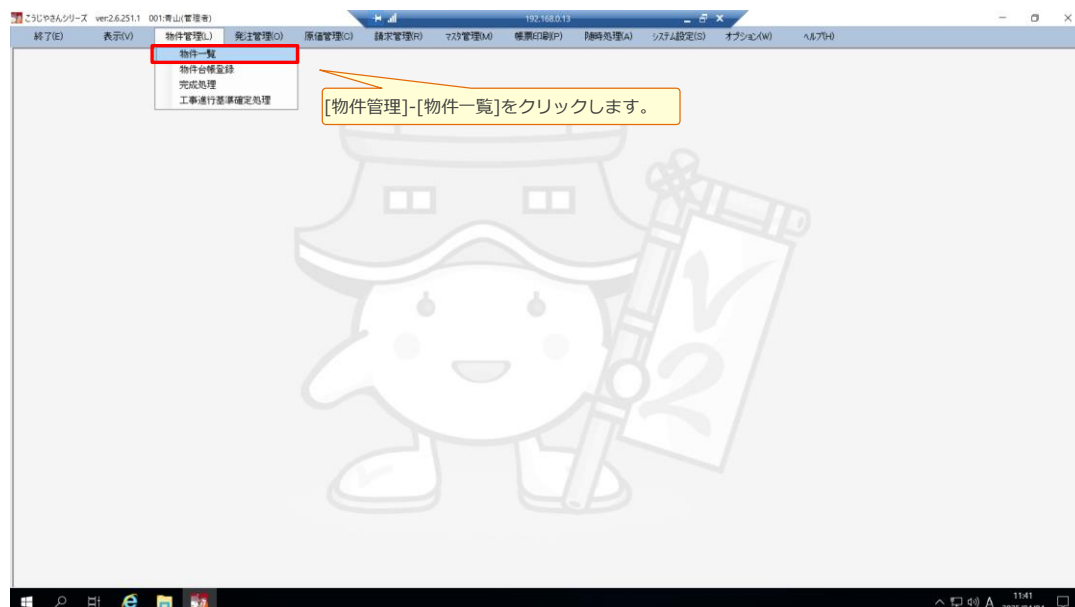 こうじやさんシリーズ ver:2.6.251.1 001:青山(管理者)
192.168.0.13
終了(E) 表示(V) 物件管理(L) 発注管理(O) 原価管理(C) 請求管理(R) マスタ管理(M) 帳票印刷(P) 随時処理(A) システム設定(S) オプション(W) ヘルプ(H)
物件一覧
物件台帳登録
完成処理
工事進行基準確定処理
[物件管理]-[物件一覧]をクリックします。
V
2
A 11:41